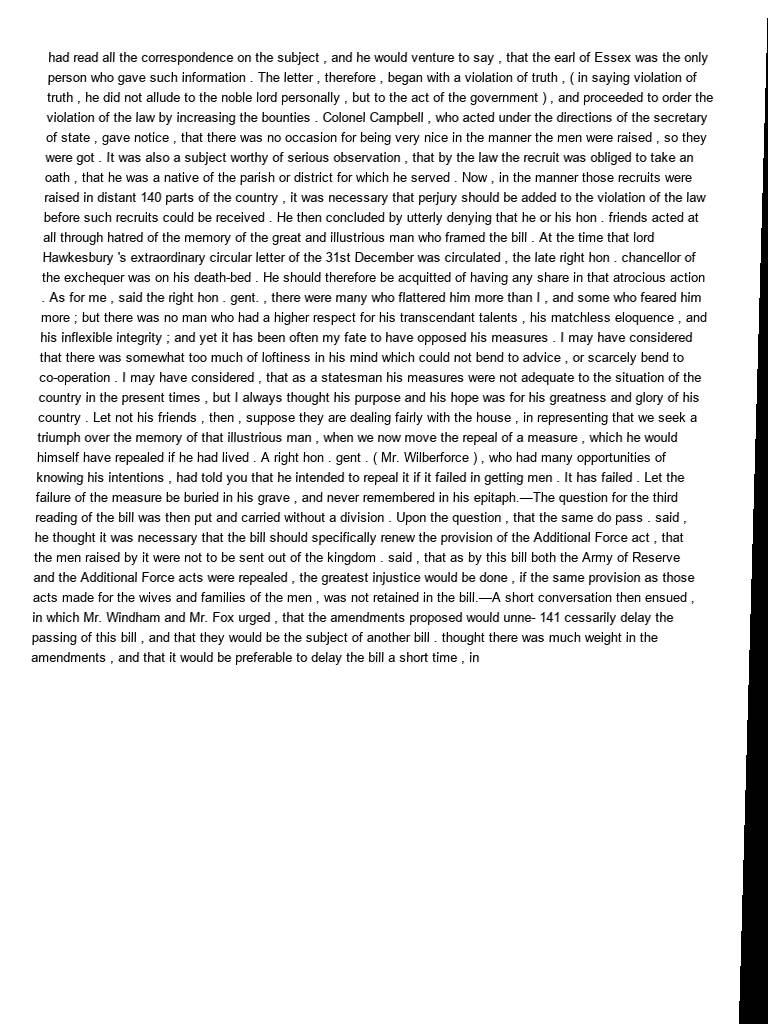 had read all the correspondence on the subject , and he would venture to say , that the earl of Essex was the only
person who gave such information . The letter , therefore , began with a violation of truth , ( in saying violation of
truth , he did not allude to the noble lord personally , but to the act of the government ) , and proceeded to order the
violation of the law by increasing the bounties . Colonel Campbell , who acted under the directions of the secretary
of state , gave notice , that there was no occasion for being very nice in the manner the men were raised , so they
were got . It was also a subject worthy of serious observation , that by the law the recruit was obliged to take an
oath , that he was a native of the parish or district for which he served . Now , in the manner those recruits were
raised in distant 140 parts of the country , it was necessary that perjury should be added to the violation of the law
before such recruits could be received . He then concluded by utterly denying that he or his hon . friends acted at
all through hatred of the memory of the great and illustrious man who framed the bill . At the time that lord
Hawkesbury 's extraordinary circular letter of the 31st December was circulated , the late right hon . chancellor of
the exchequer was on his death-bed . He should therefore be acquitted of having any share in that atrocious action
. As for me , said the right hon . gent. , there were many who flattered him more than I , and some who feared him
more ; but there was no man who had a higher respect for his transcendant talents , his matchless eloquence , and
his inflexible integrity ; and yet it has been often my fate to have opposed his measures . I may have considered
that there was somewhat too much of loftiness in his mind which could not bend to advice , or scarcely bend to
co-operation . I may have considered , that as a statesman his measures were not adequate to the situation of the
country in the present times , but I always thought his purpose and his hope was for his greatness and glory of his
country . Let not his friends , then , suppose they are dealing fairly with the house , in representing that we seek a
triumph over the memory of that illustrious man , when we now move the repeal of a measure , which he would
himself have repealed if he had lived . A right hon . gent . ( Mr. Wilberforce ) , who had many opportunities of
knowing his intentions , had told you that he intended to repeal it if it failed in getting men . It has failed . Let the
failure of the measure be buried in his grave , and never remembered in his epitaph.—The question for the third
reading of the bill was then put and carried without a division . Upon the question , that the same do pass . said ,
he thought it was necessary that the bill should specifically renew the provision of the Additional Force act , that
the men raised by it were not to be sent out of the kingdom . said , that as by this bill both the Army of Reserve
and the Additional Force acts were repealed , the greatest injustice would be done , if the same provision as those
acts made for the wives and families of the men , was not retained in the bill.—A short conversation then ensued ,
in which Mr. Windham and Mr. Fox urged , that the amendments proposed would unne- 141 cessarily delay the
passing of this bill , and that they would be the subject of another bill . thought there was much weight in the
amendments , and that it would be preferable to delay the bill a short time , in